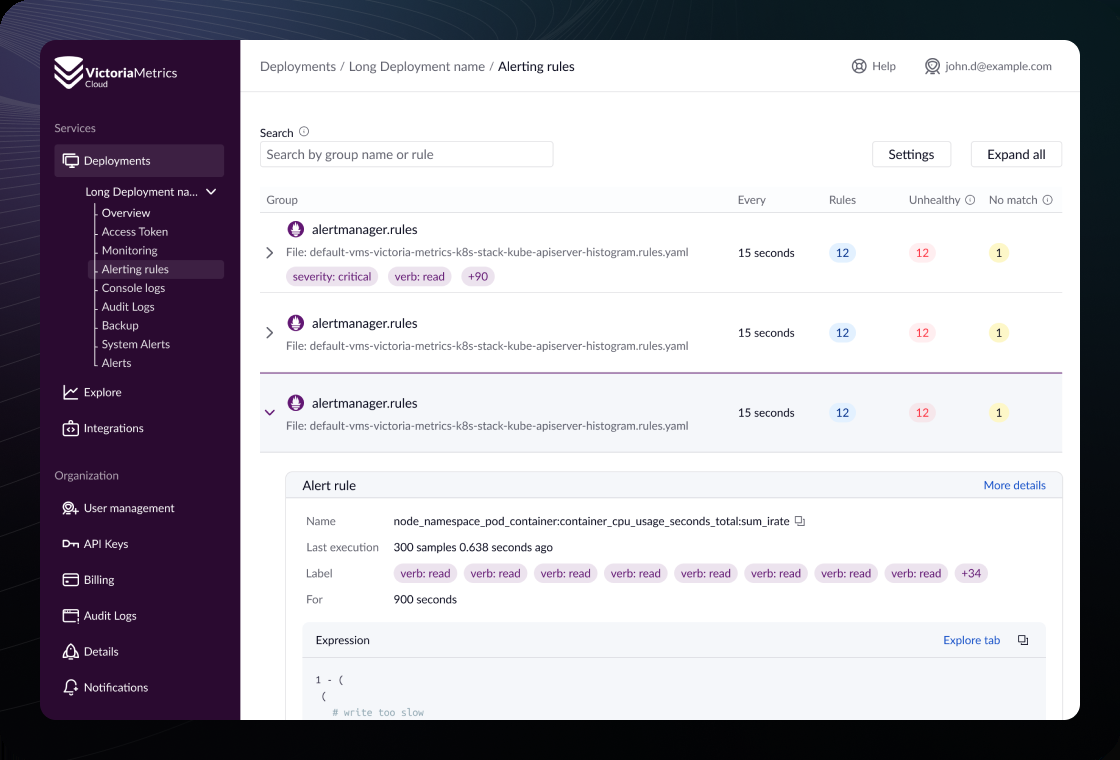 VictoriaMetrics
Cloud
Services
Deployments
Long Deployment na...
Overview
Access Token
Monitoring
Alerting rules
Console logs
Audit Logs
Backup
System Alerts
Alerts
Explore
Integrations
Organization
User management
API Keys
Billing
Audit Logs
Details
Notifications
Deployments / Long Deployment name / Alerting rules
Help
john.d@example.com
Search
Search by group name or rule
Settings
Expand all
Group Every Rules Unhealthy No match
alertmanager.rules
File: default-vms-victoria-metrics-k8s-stack-kube-apiserver-histogram.rules.yaml
severity: critical verb: read +90
15 seconds 12 12 1
alertmanager.rules
File: default-vms-victoria-metrics-k8s-stack-kube-apiserver-histogram.rules.yaml
15 seconds 12 12 1
alertmanager.rules
File: default-vms-victoria-metrics-k8s-stack-kube-apiserver-histogram.rules.yaml
15 seconds 12 12 1
Alert rule More details
Name node_namespace_pod_container:container_cpu_usage_seconds_total:sum_irate
Last execution 300 samples 0.638 seconds ago
Label verb: read verb: read verb: read verb: read verb: read verb: read verb: read verb: read +34
For 900 seconds
Expression Explore tab
1 - (
(
# write too slow